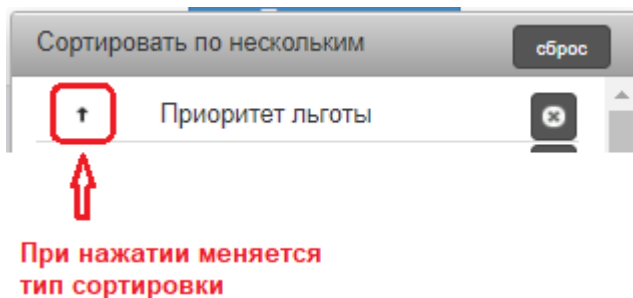 Сортировать по нескольким сброс
Приоритет льготы
При нажатии меняется
тип сортировки